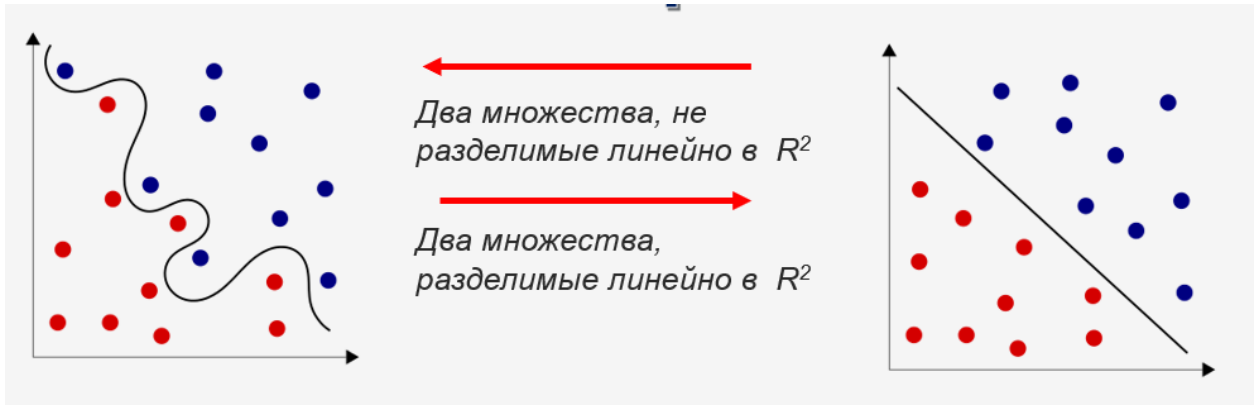 Два множества, не
разделимые линейно в R²
Два множества,
разделимые линейно в R²